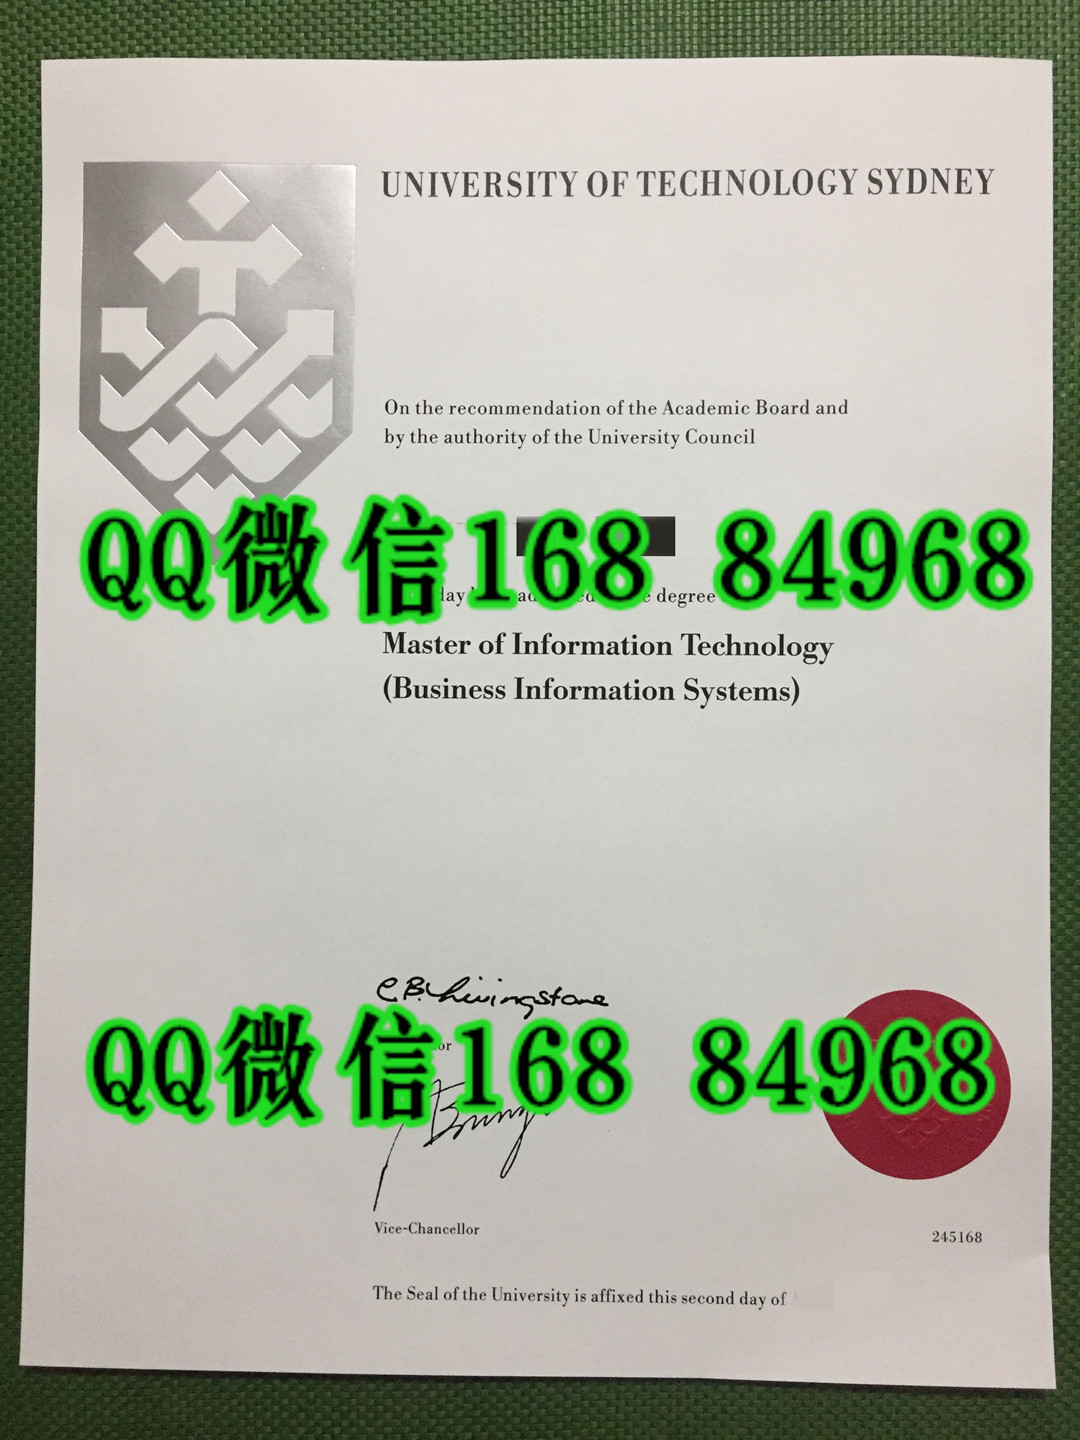 UNIVERSITY OF TECHNOLOGY SYDNEY
On the recommendation of the Academic Board and
by the authority of the University Council
QQ微信168 84968
degree
Master of Information Technology
(Business Information Systems)
C B Livingstone
QQ微信168 84968
Vice-Chancellor
245168
The Seal of the University is affixed this second day of